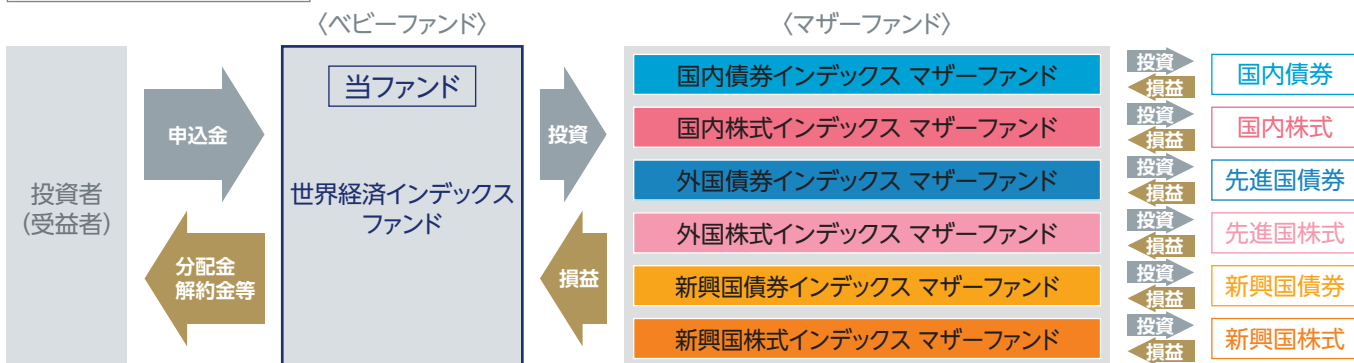 〈ベビーファンド〉
〈マザーファンド〉
投資者
(受益者)
申込金
分配金
解約金等
当ファンド
世界経済インデックス
ファンド
投資
損益
国内債券インデックス マザーファンド
投資
損益
国内債券
国内株式インデックス マザーファンド
投資
損益
国内株式
外国債券インデックス マザーファンド
投資
損益
先進国債券
外国株式インデックス マザーファンド
投資
損益
先進国株式
新興国債券インデックス マザーファンド
投資
損益
新興国債券
新興国株式インデックス マザーファンド
投資
損益
新興国株式